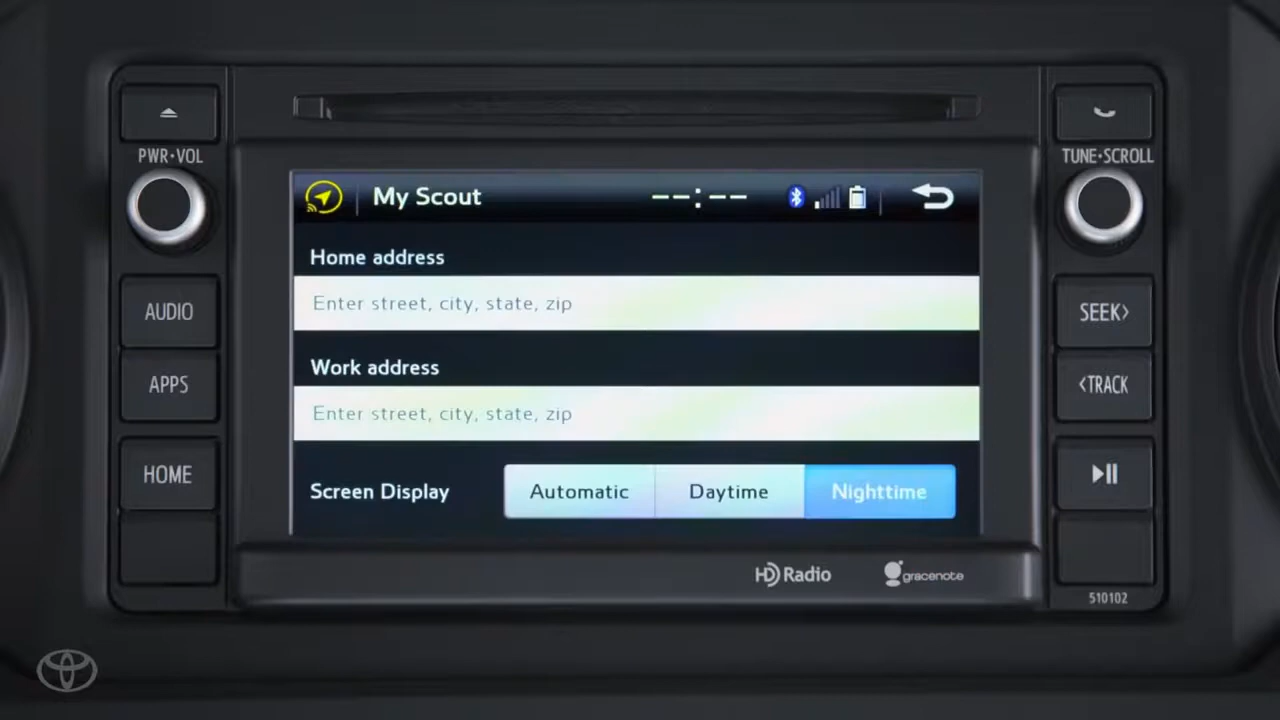 PWR•VOL
TUNE•SCROLL
My Scout
--:--
Home address
Enter street, city, state, zip
AUDIO
SEEK>
Work address
APPS
<TRACK
Enter street, city, state, zip
HOME
Screen Display
Automatic
Daytime
Nighttime
HD Radio
gracenote
510102